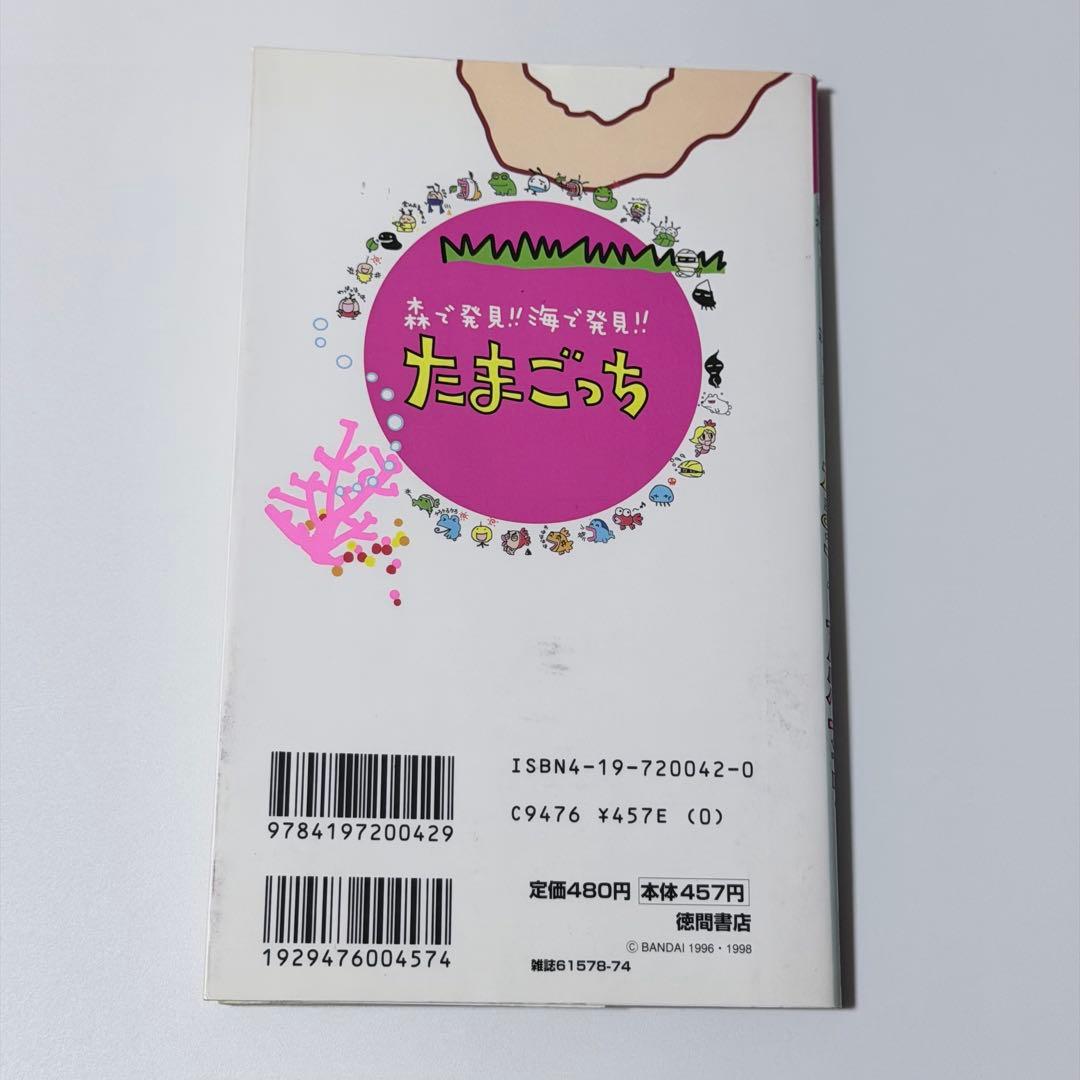 森で発見!! 海で発見!!
たまごっち
ISBN4-19-720042-0
C9476 ¥457E (0)
9784197200429
定価480円 本体457円
徳間書店
© BANDAI 1996・1998
1929476004574
雑誌61578-74